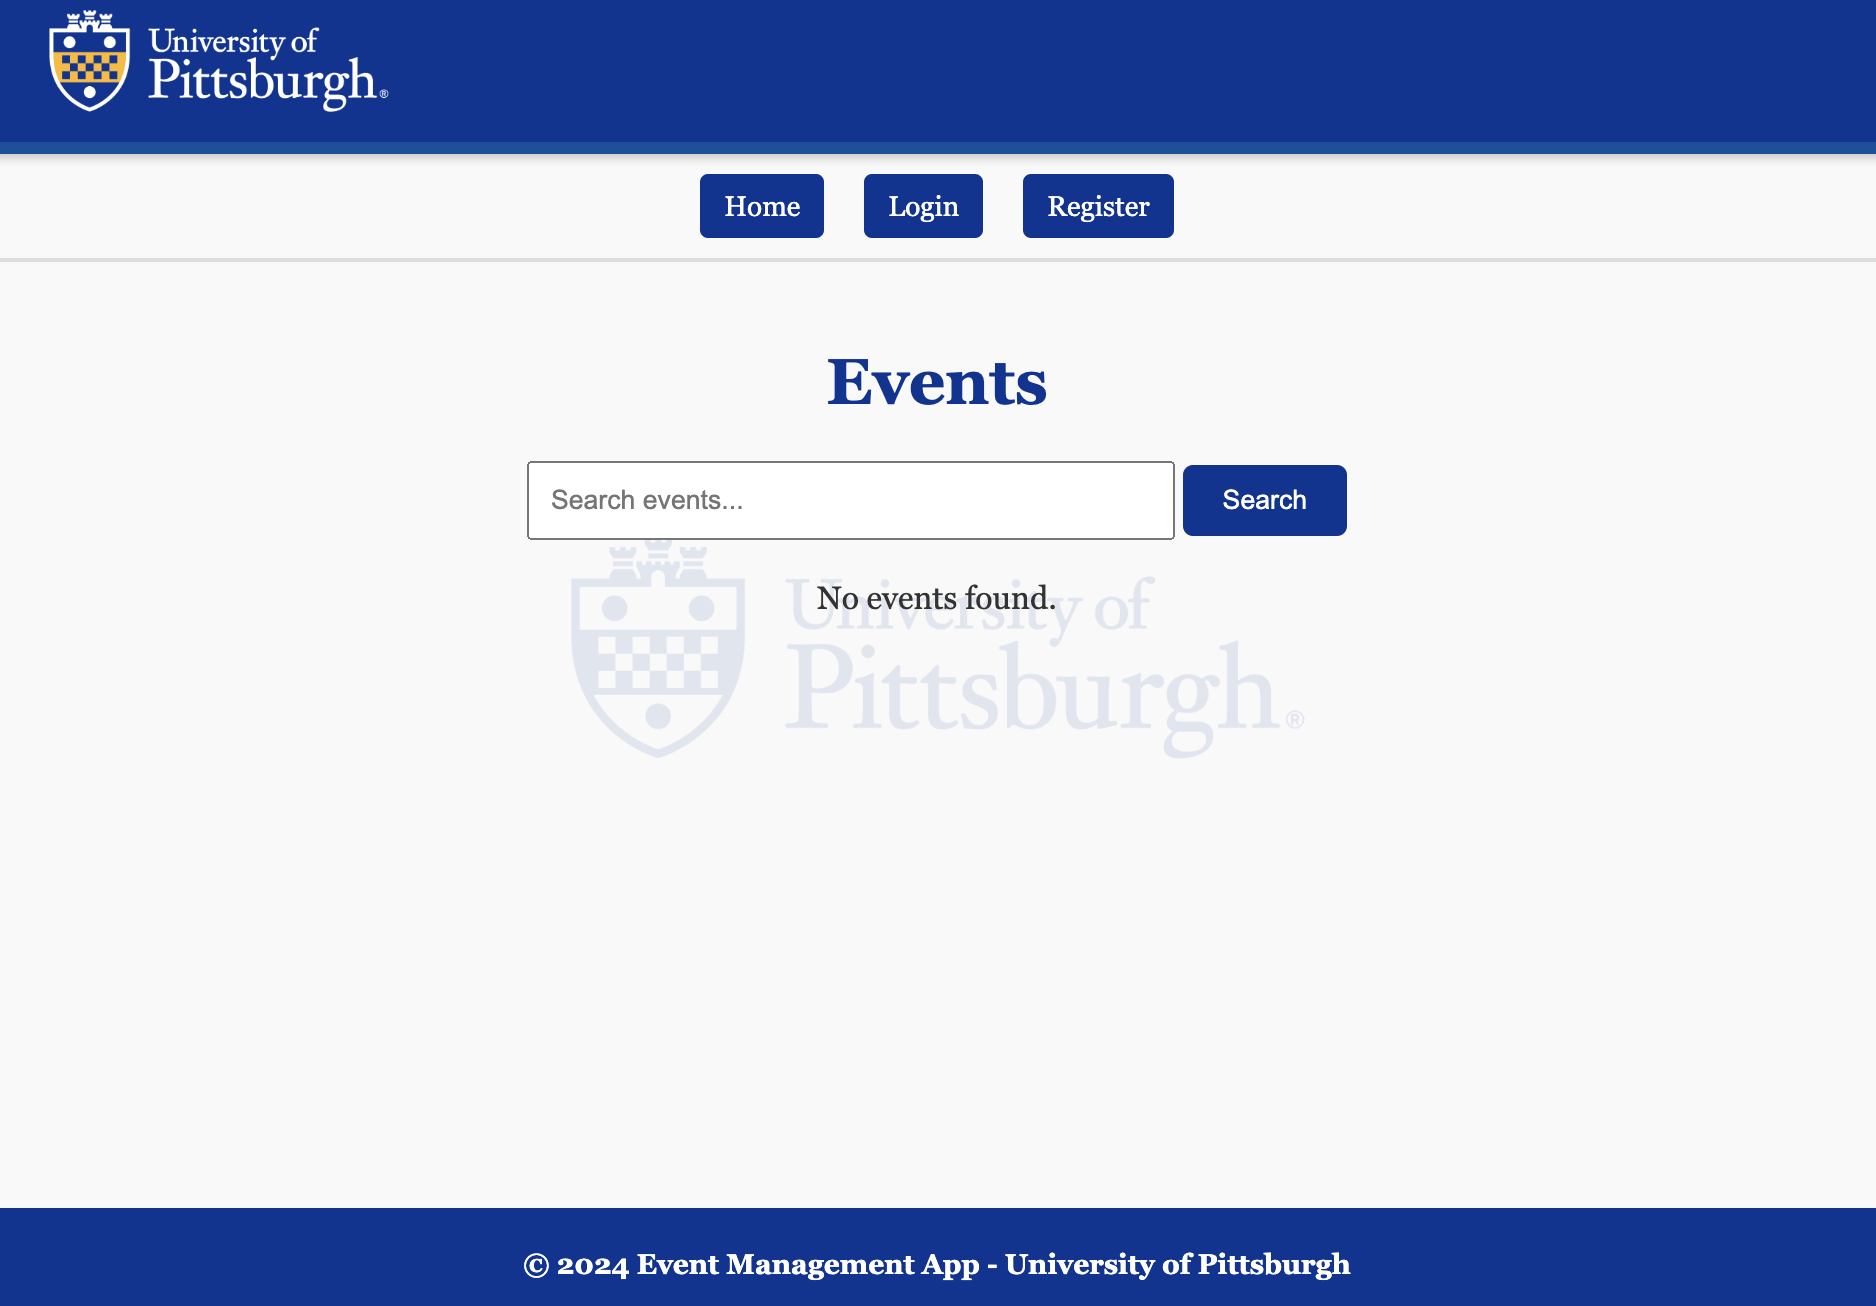 University of
Pittsburgh®
Home Login Register
Events
Search events... Search
No events found.
University of
Pittsburgh®
© 2024 Event Management App - University of Pittsburgh